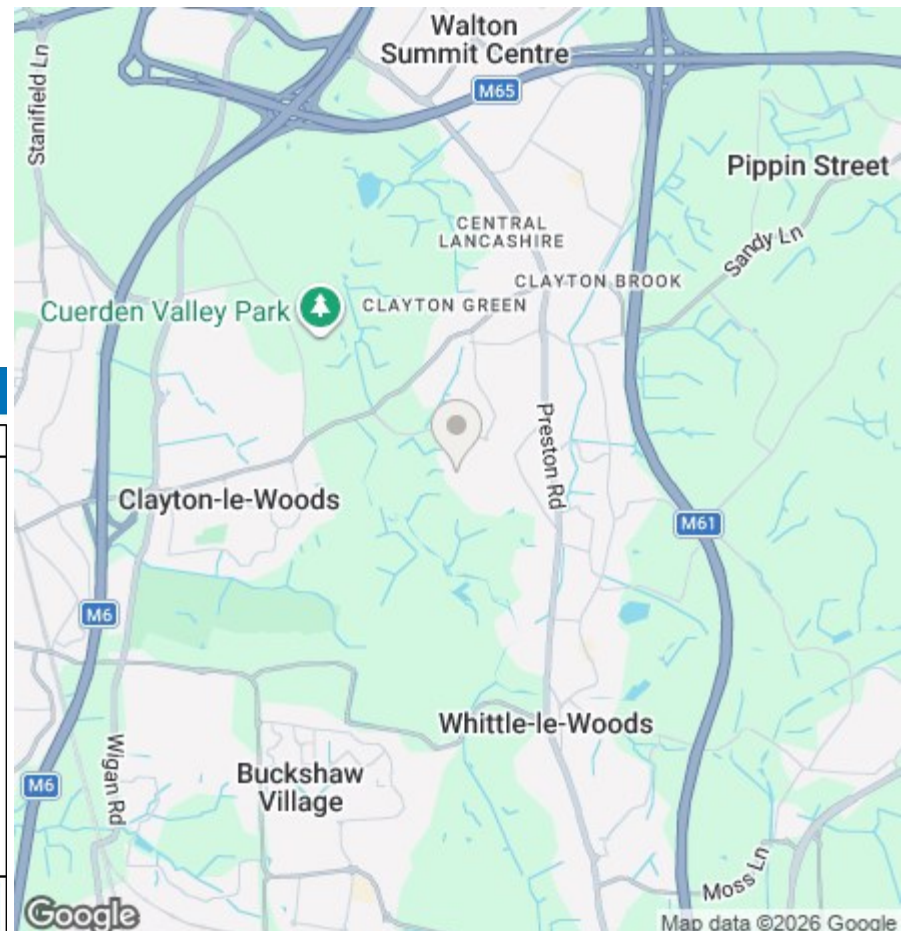 Walton
Summit Centre
Stanifield Ln
M65
Pippin Street
CENTRAL
LANCASHIRE
Sandy Ln
CLAYTON BROOK
Cuerden Valley Park
CLAYTON GREEN
Preston Rd
Clayton-le-Woods
M61
M6
Whittle-le-Woods
Wigan Rd
Buckshaw
Village
M6
Moss Ln
Google
Map data ©2026 Google